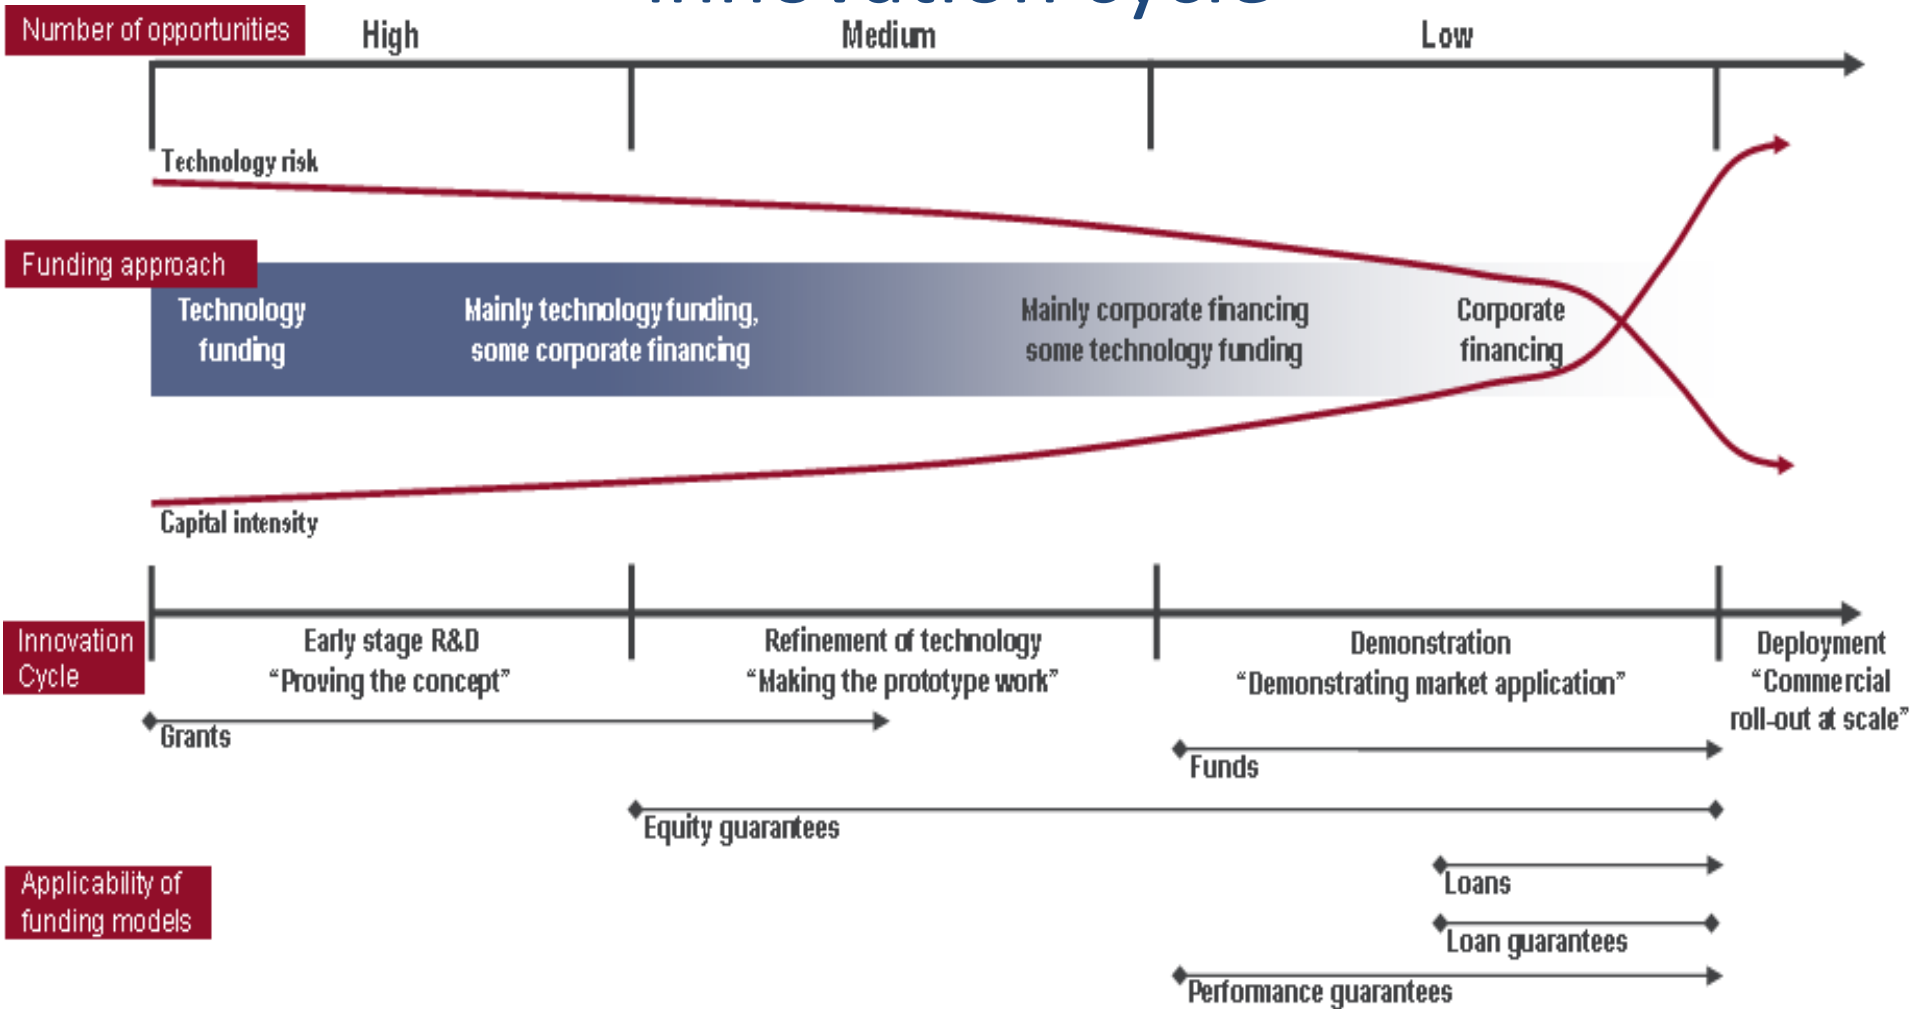 Innovation Cycle
Number of opportunities
High
Medium
Low
Technology risk
Funding approach
Technology
funding
Mainly technology funding,
some corporate financing
Mainly corporate financing
some technology funding
Corporate
financing
Capital intensity
Innovation
Cycle
Early stage R&D
“Proving the concept”
Refinement of technology
“Making the prototype work”
Demonstration
“Demonstrating market application”
Deployment
“Commercial
roll-out at scale”
Grants
Funds
Equity guarantees
Applicability of
funding models
Loans
Loan guarantees
Performance guarantees